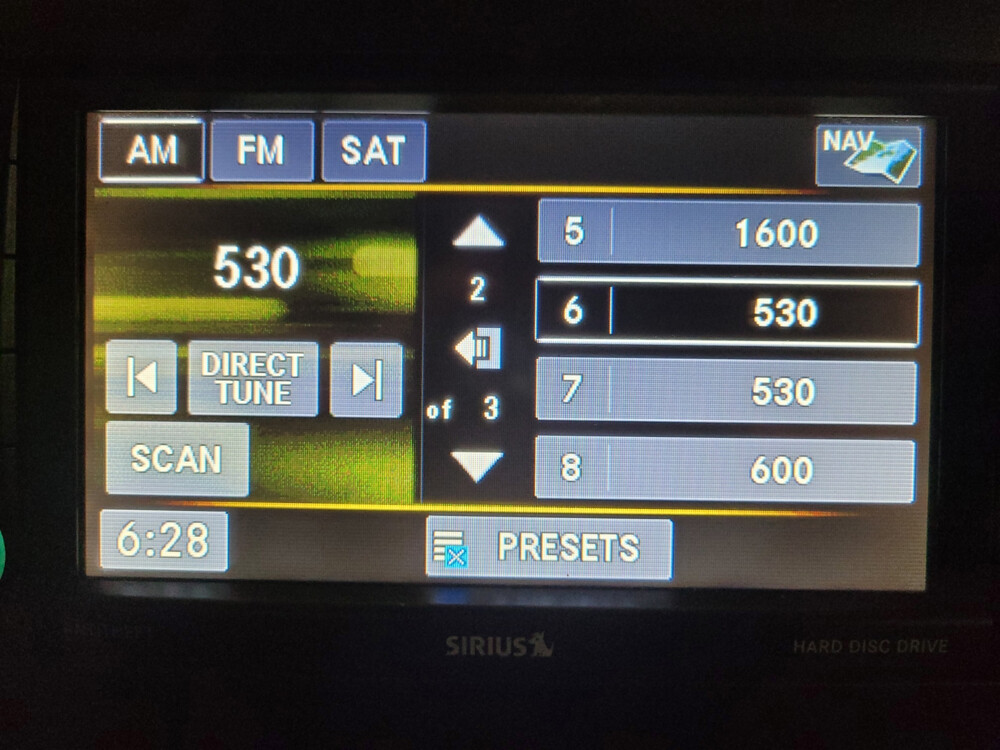 AM FM SAT NAV
530
DIRECT
TUNE
SCAN
2
of 3
5 1600
6 530
7 530
8 600
6:28 PRESETS
SIRIUS
HARD DISC DRIVE